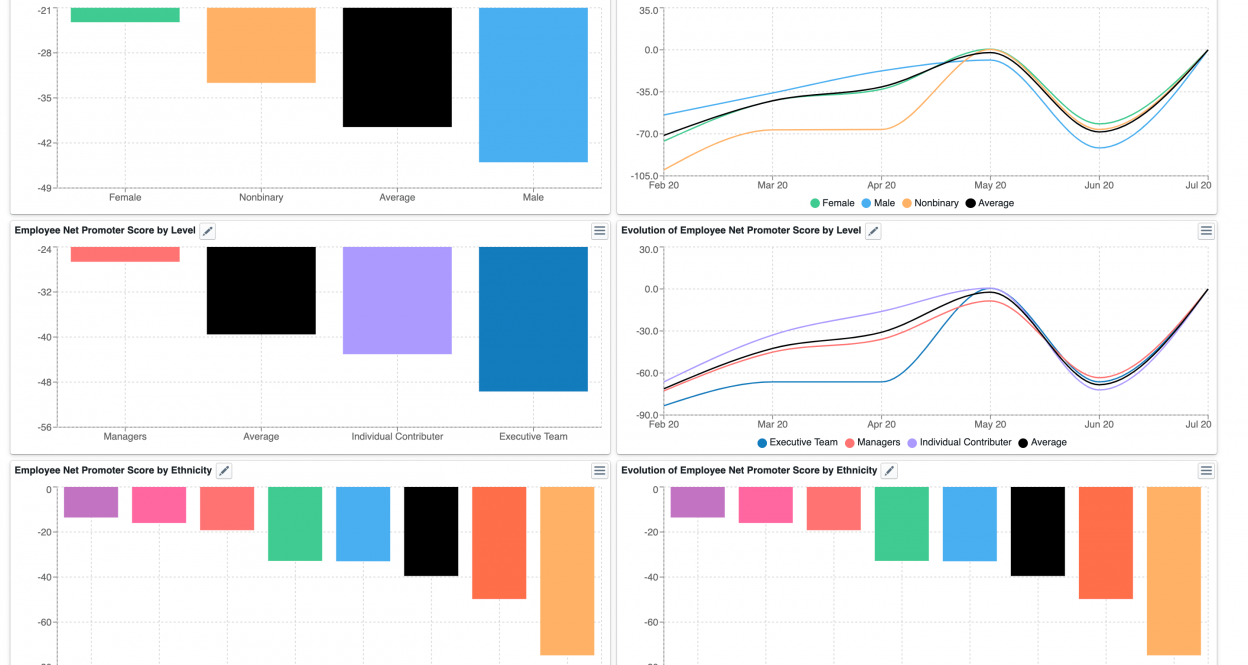 -21
-28
-35
-42
-49
Female Nonbinary Average Male
35.0
0.0
-35.0
-70.0
-105.0
Feb 20 Mar 20 Apr 20 May 20 Jun 20 Jul 20
Female Male Nonbinary Average
Employee Net Promoter Score by Level
-24
-32
-40
-48
-56
Managers Average Individual Contributer Executive Team
Evolution of Employee Net Promoter Score by Level
30.0
0.0
-30.0
-60.0
-90.0
Feb 20 Mar 20 Apr 20 May 20 Jun 20 Jul 20
Executive Team Managers Individual Contributer Average
Employee Net Promoter Score by Ethnicity
0
-20
-40
-60
Evolution of Employee Net Promoter Score by Ethnicity
0
-20
-40
-60